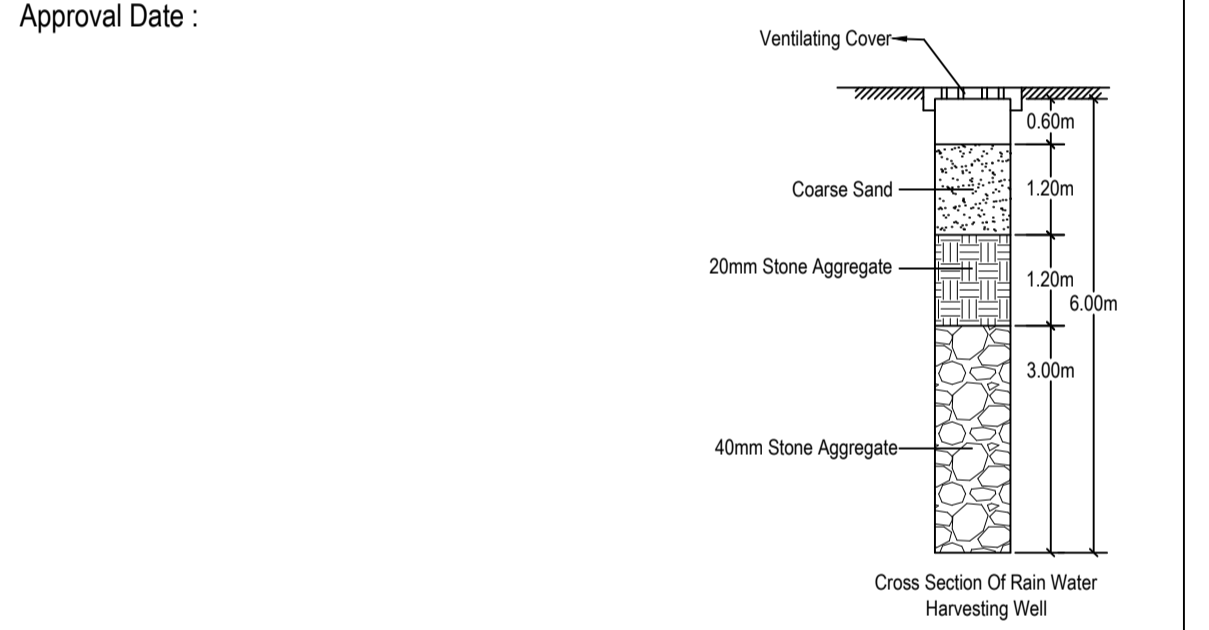 Approval Date :
Ventilating Cover
0.60m
Coarse Sand
1.20m
20mm Stone Aggregate
1.20m
6.00m
3.00m
40mm Stone Aggregate
Cross Section Of Rain Water
Harvesting Well